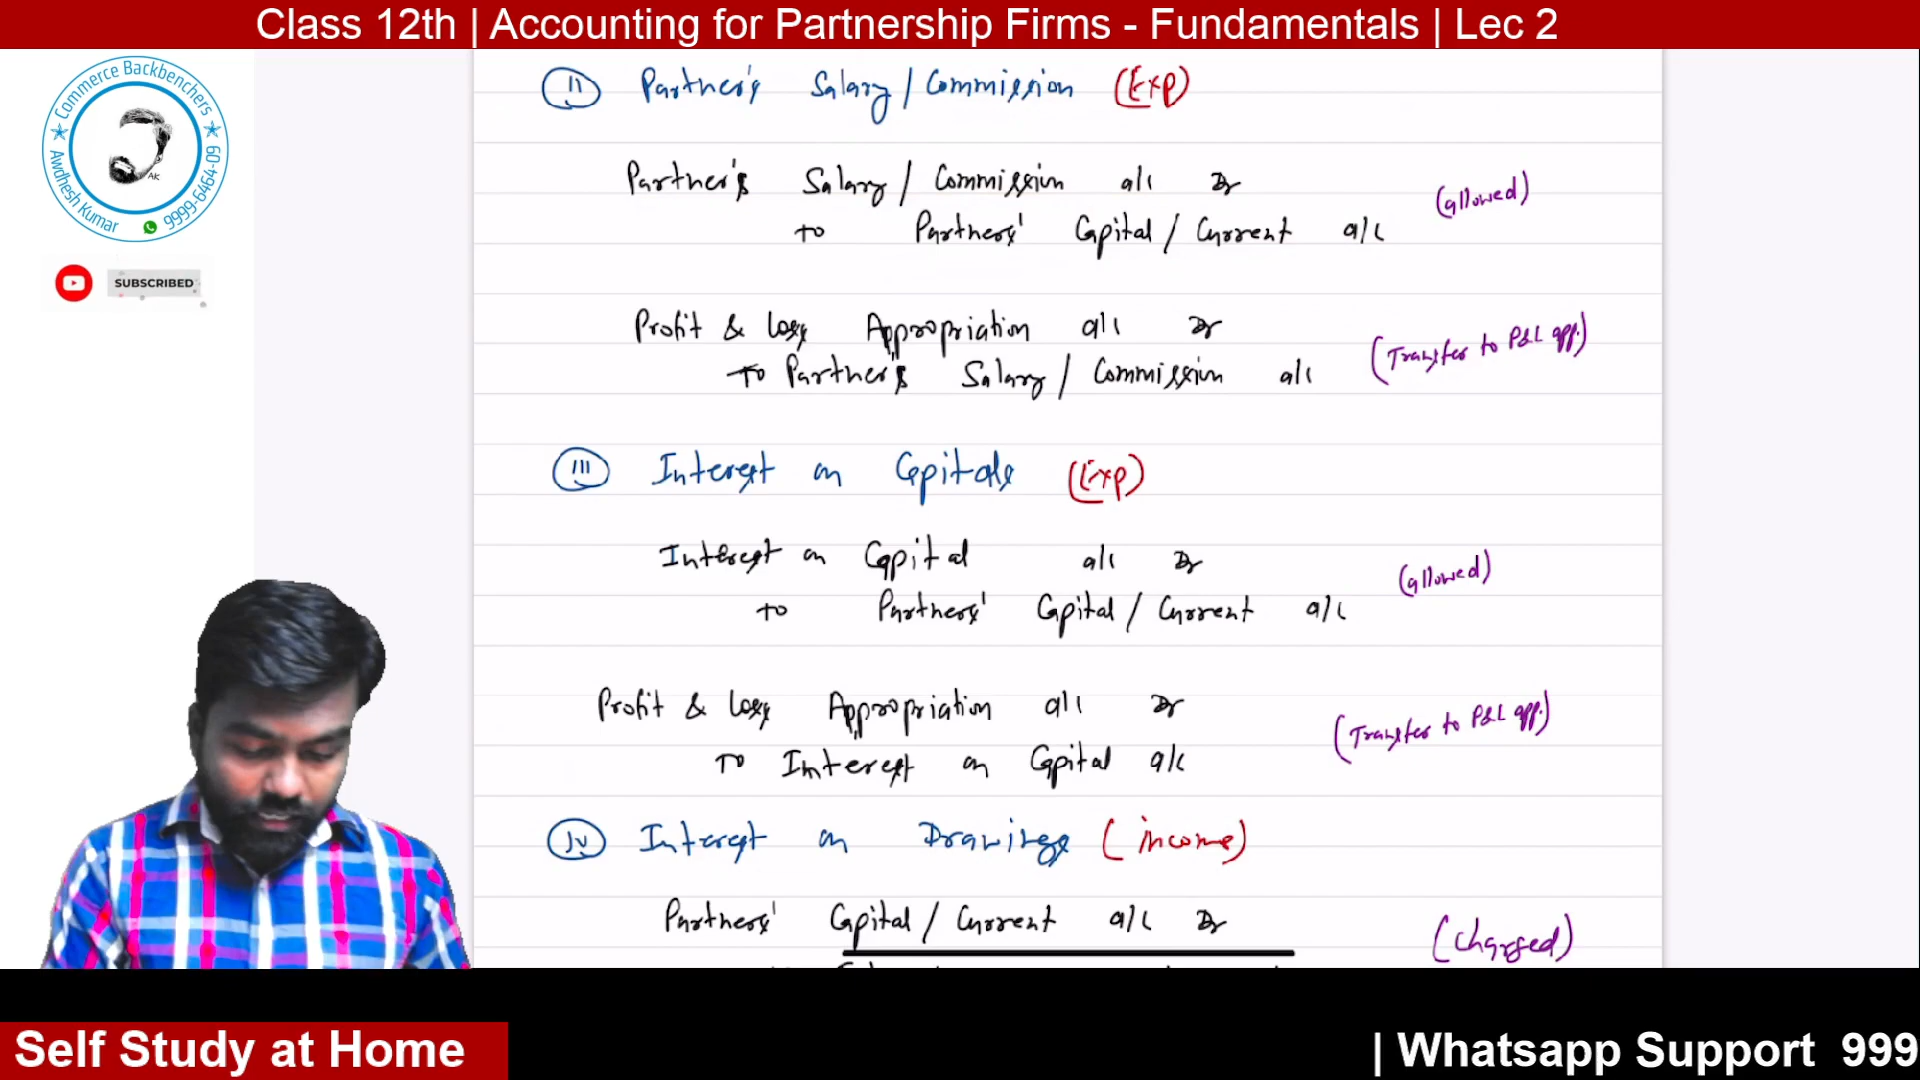 Class 12th | Accounting for Partnership Firms - Fundamentals | Lec 2
★ Commerce Backbenchers ★
Awdhesh Kumar 9999-6464-09
AK
SUBSCRIBED
(ii) Partner's Salary / Commission (Exp)
Partner's Salary / Commission a/c Dr
To Partners' Capital / Current a/c
(allowed)
Profit & Loss Appropriation a/c Dr
To Partner's Salary / Commission a/c
(Transfer to P&L app.)
(iii) Interest on Capitals (Exp)
Interest on Capital a/c Dr
To Partners' Capital / Current a/c
(allowed)
Profit & Loss Appropriation a/c Dr
To Interest on Capital a/c
(Transfer to P&L app.)
(iv) Interest on Drawings (income)
Partners' Capital / Current a/c Dr
(charged)
Self Study at Home
| Whatsapp Support 999